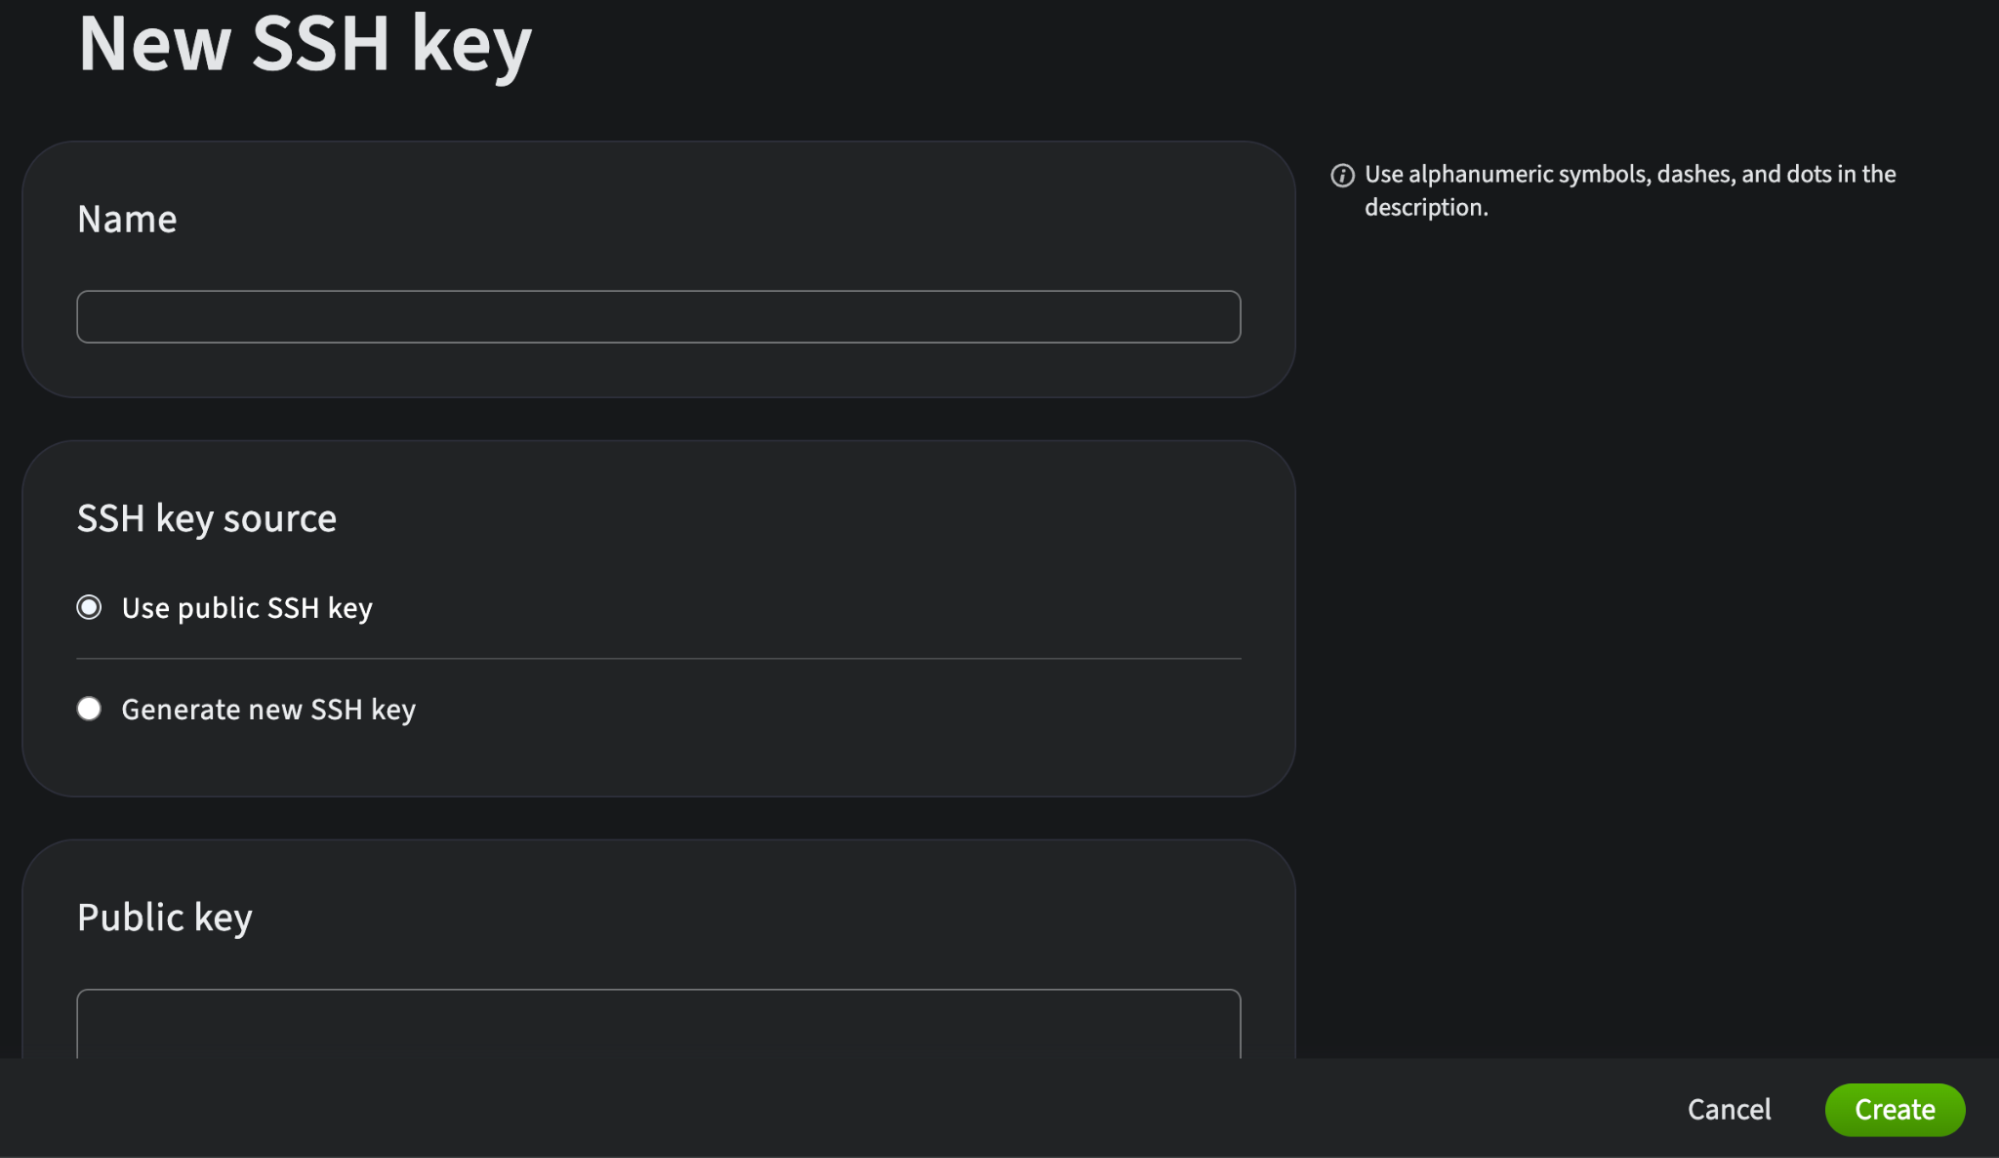 New SSH key
Name
Use alphanumeric symbols, dashes, and dots in the
description.
SSH key source
Use public SSH key
Generate new SSH key
Public key
Cancel
Create